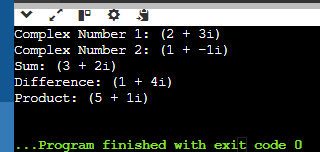 Complex Number 1: (2 + 3i)
Complex Number 2: (1 + -1i)
Sum: (3 + 2i)
Difference: (1 + 4i)
Product: (5 + 1i)
...Program finished with exit code 0